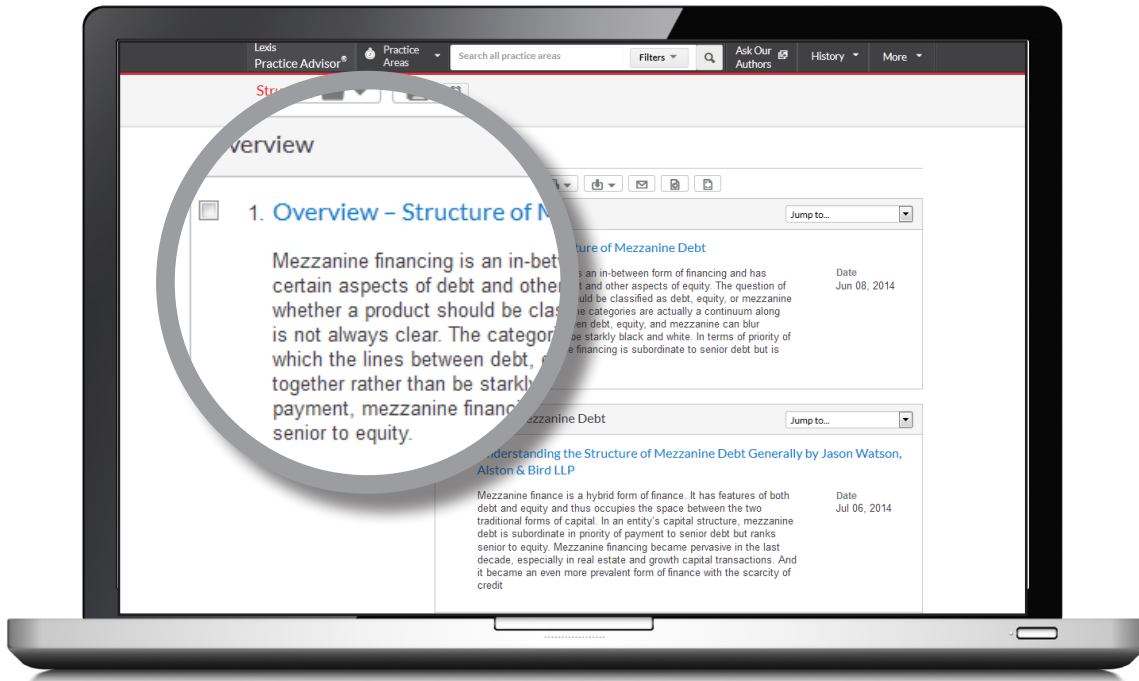 Lexis
Practice Advisor®
Practice
Areas
Search all practice areas
Filters
Ask Our
Authors
History
More
Overview
1. Overview – Structure of M
Mezzanine financing is an in-bet
certain aspects of debt and other
whether a product should be clas
is not always clear. The categori
which the lines between debt, e
together rather than be starkly
payment, mezzanine financi
senior to equity.
Jump to...
ture of Mezzanine Debt
is an in-between form of financing and has
t and other aspects of equity. The question of
uld be classified as debt, equity, or mezzanine
e categories are actually a continuum along
en debt, equity, and mezzanine can blur
be starkly black and white. In terms of priority of
e financing is subordinate to senior debt but is
Date
Jun 08, 2014
ezzanine Debt
Jump to...
Understanding the Structure of Mezzanine Debt Generally by Jason Watson,
Alston & Bird LLP
Mezzanine finance is a hybrid form of finance. It has features of both
debt and equity and thus occupies the space between the two
traditional forms of capital. In an entity's capital structure, mezzanine
debt is subordinate in priority of payment to senior debt but ranks
senior to equity. Mezzanine financing became pervasive in the last
decade, especially in real estate and growth capital transactions. And
it became an even more prevalent form of finance with the scarcity of
credit
Date
Jul 06, 2014